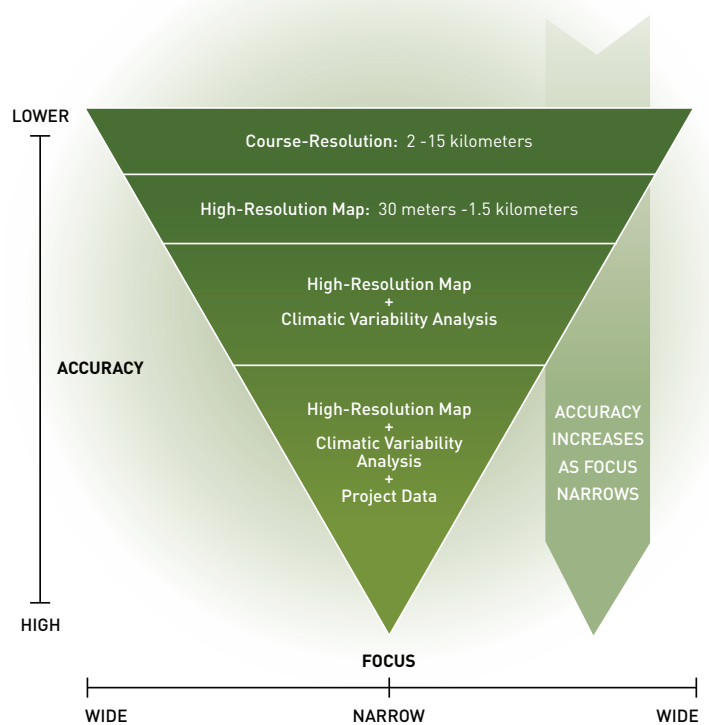 LOWER
Course-Resolution: 2 -15 kilometers
High-Resolution Map: 30 meters -1.5 kilometers
High-Resolution Map
+
Climatic Variability Analysis
ACCURACY
High-Resolution Map
+
Climatic Variability
Analysis
+
Project Data
ACCURACY
INCREASES
AS FOCUS
NARROWS
HIGH
FOCUS
WIDE
NARROW
WIDE